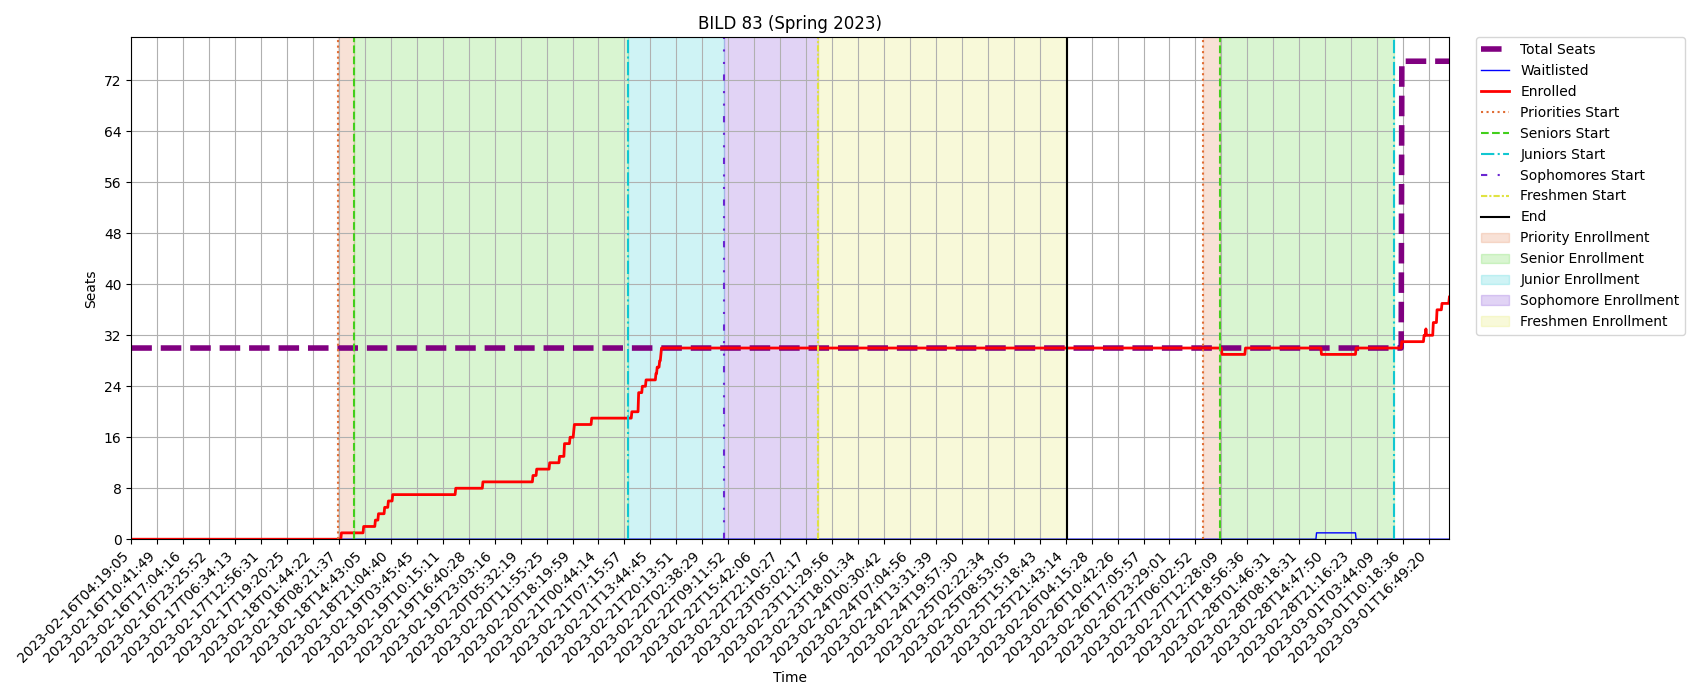 BILD 83 (Spring 2023)
Seats
72
64
56
48
40
32
24
16
8
0
2023-02-16T04:19:05
2023-02-16T10:41:49
2023-02-16T17:04:16
2023-02-16T23:25:52
2023-02-17T06:34:13
2023-02-17T12:56:31
2023-02-17T19:20:25
2023-02-18T01:44:22
2023-02-18T08:21:37
2023-02-18T14:43:05
2023-02-18T21:04:40
2023-02-19T03:45:45
2023-02-19T10:15:11
2023-02-19T16:40:28
2023-02-19T23:03:16
2023-02-20T05:32:19
2023-02-20T11:55:25
2023-02-20T18:19:59
2023-02-21T00:44:14
2023-02-21T07:15:57
2023-02-21T13:44:45
2023-02-21T20:13:51
2023-02-22T02:38:29
2023-02-22T09:11:52
2023-02-22T15:42:06
2023-02-22T22:10:27
2023-02-23T05:02:17
2023-02-23T11:29:56
2023-02-23T18:01:34
2023-02-24T00:30:42
2023-02-24T07:04:56
2023-02-24T13:31:39
2023-02-24T19:57:30
2023-02-25T02:22:34
2023-02-25T08:53:05
2023-02-25T15:18:43
2023-02-25T21:43:14
2023-02-26T04:15:28
2023-02-26T10:42:26
2023-02-26T17:05:57
2023-02-26T23:29:01
2023-02-27T06:02:52
2023-02-27T12:28:09
2023-02-27T18:56:36
2023-02-28T01:46:31
2023-02-28T08:18:31
2023-02-28T14:47:50
2023-02-28T21:16:23
2023-03-01T03:44:09
2023-03-01T10:18:36
2023-03-01T16:49:20
Time
Total Seats
Waitlisted
Enrolled
Priorities Start
Seniors Start
Juniors Start
Sophomores Start
Freshmen Start
End
Priority Enrollment
Senior Enrollment
Junior Enrollment
Sophomore Enrollment
Freshmen Enrollment